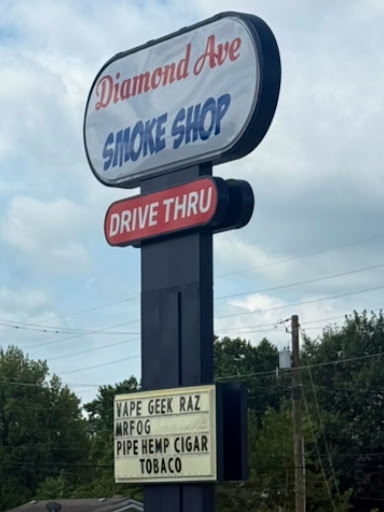 Diamond Ave
SMOKE SHOP
DRIVE THRU
VAPE GEEK RAZ
MRFOG
PIPE HEMP CIGAR
TOBACO